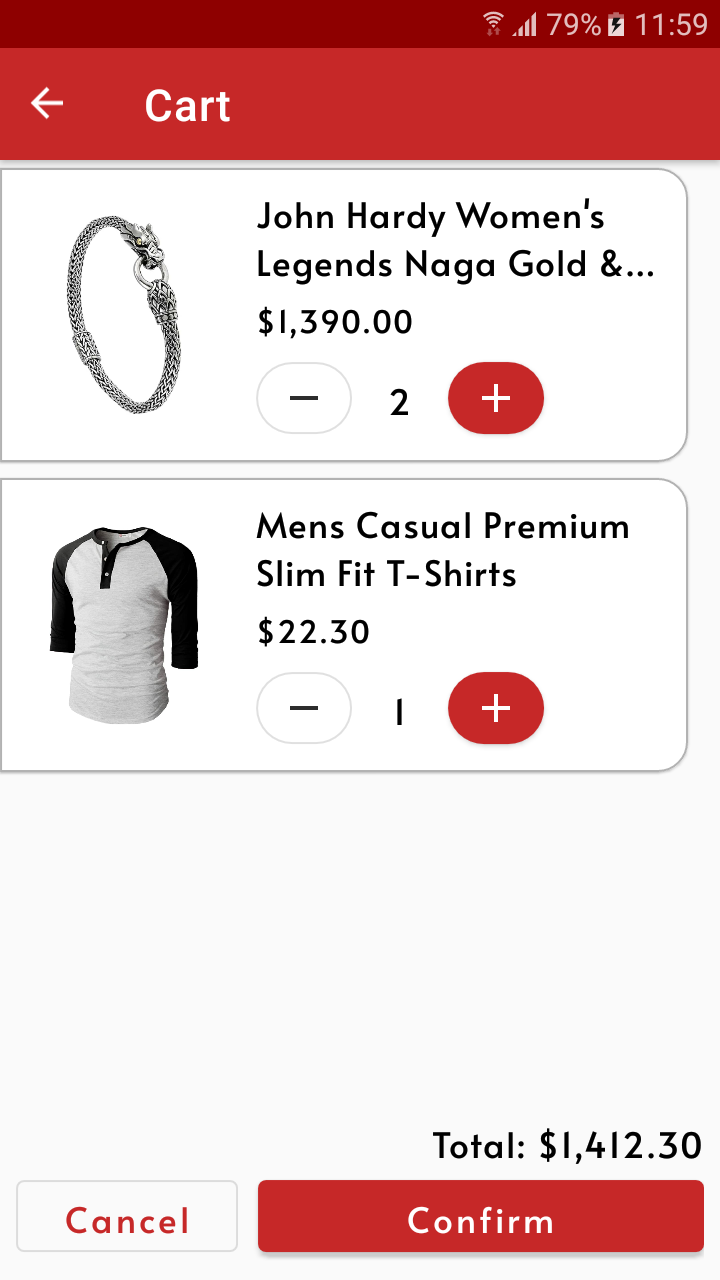 79% 11:59
Cart
John Hardy Women's
Legends Naga Gold &...
$1,390.00
2
Mens Casual Premium
Slim Fit T-Shirts
$22.30
1
Total: $1,412.30
Cancel Confirm